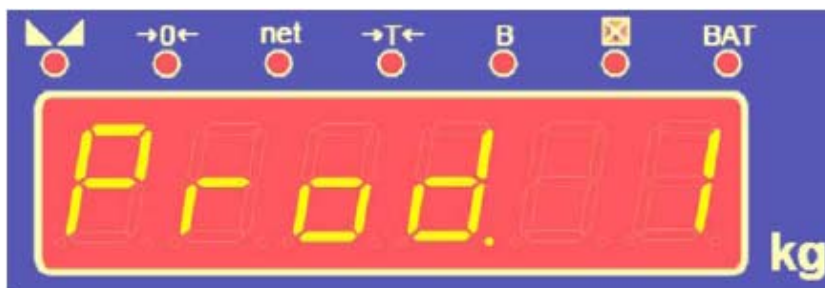 →0← net →T← B BAT
Prod. 1
kg